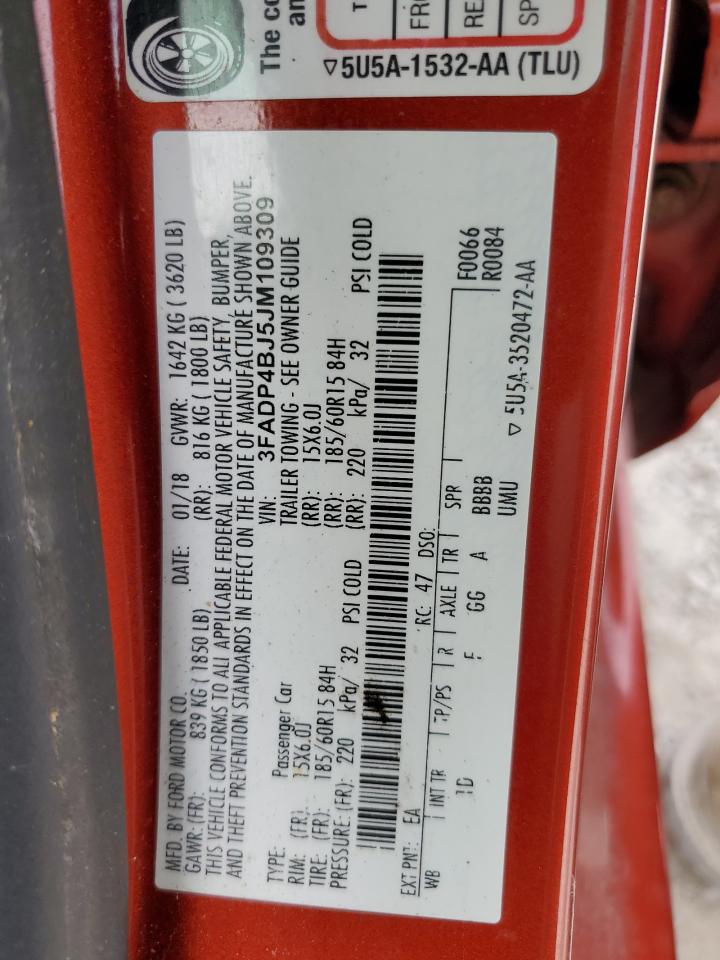 The co
an
T
FRO
RE
SP
▽5U5A-1532-AA (TLU)
MFD. BY FORD MOTOR CO. DATE: 01/18 GVWR: 1642 KG ( 3620 LB)
GAWR: (FR): 839 KG ( 1850 LB) (RR): 816 KG ( 1800 LB)
THIS VEHICLE CONFORMS TO ALL APPLICABLE FEDERAL MOTOR VEHICLE SAFETY, BUMPER,
AND THEFT PREVENTION STANDARDS IN EFFECT ON THE DATE OF MANUFACTURE SHOWN ABOVE.
VIN: 3FADP4BJ5JM109309
TYPE: Passenger Car TRAILER TOWING - SEE OWNER GUIDE
RIM: (FR): 15X6.0J (RR): 15X6.0J
TIRE: (FR): 185/60R15 84H (RR): 185/60R15 84H
PRESSURE: (FR): 220 kPa/ 32 PSI COLD (RR): 220 kPa/ 32 PSI COLD
EXT PNT: EA RC: 47 DSO:
WB INT TR TP/PS R AXLE TR SPR F0066
1D F GG A BBBB R0084
UMU
▽ 5U5A-3520472-AA